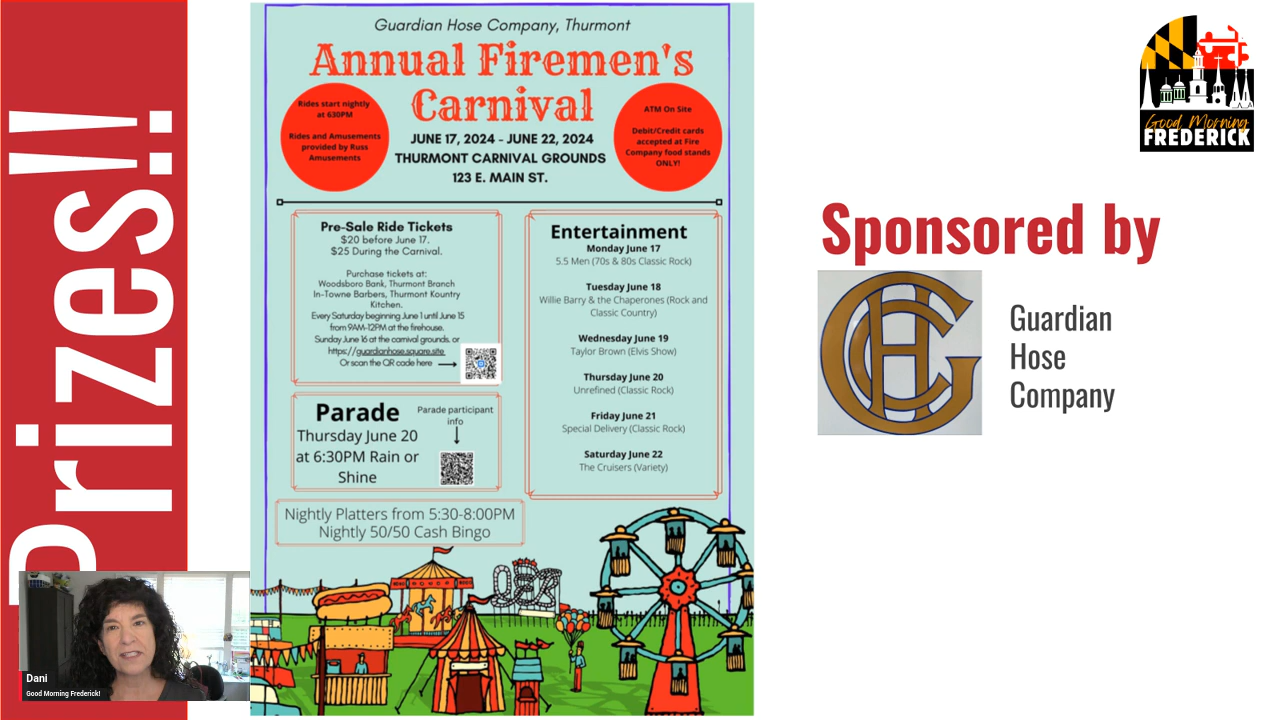 Prizes!!
Guardian Hose Company, Thurmont
Annual Firemen's
Carnival
Rides start nightly
at 630PM
Rides and Amusements
provided by Russ
Amusements
JUNE 17, 2024 - JUNE 22, 2024
THURMONT CARNIVAL GROUNDS
123 E. MAIN ST.
ATM On Site
Debit/Credit cards
accepted at Fire
Company food stands
ONLY!
Pre-Sale Ride Tickets
$20 before June 17.
$25 During the Carnival.
Purchase tickets at:
Woodsboro Bank, Thurmont Branch
In-Towne Barbers, Thurmont Kountry
Kitchen.
Every Saturday beginning June 1 until June 15
from 9AM-12PM at the firehouse.
Sunday June 16 at the carnival grounds, or
https://guardianhose.square.site
Or scan the QR code here
Parade
Thursday June 20
at 6:30PM Rain or
Shine
Parade participant
info
Entertainment
Monday June 17
5.5 Men (70s & 80s Classic Rock)
Tuesday June 18
Willie Barry & the Chaperones (Rock and
Classic Country)
Wednesday June 19
Taylor Brown (Elvis Show)
Thursday June 20
Unrefined (Classic Rock)
Friday June 21
Special Delivery (Classic Rock)
Saturday June 22
The Cruisers (Variety)
Nightly Platters from 5:30-8:00PM
Nightly 50/50 Cash Bingo
Good Morning
FREDERICK
Sponsored by
GHC
Guardian
Hose
Company
Dani
Good Morning Frederick!